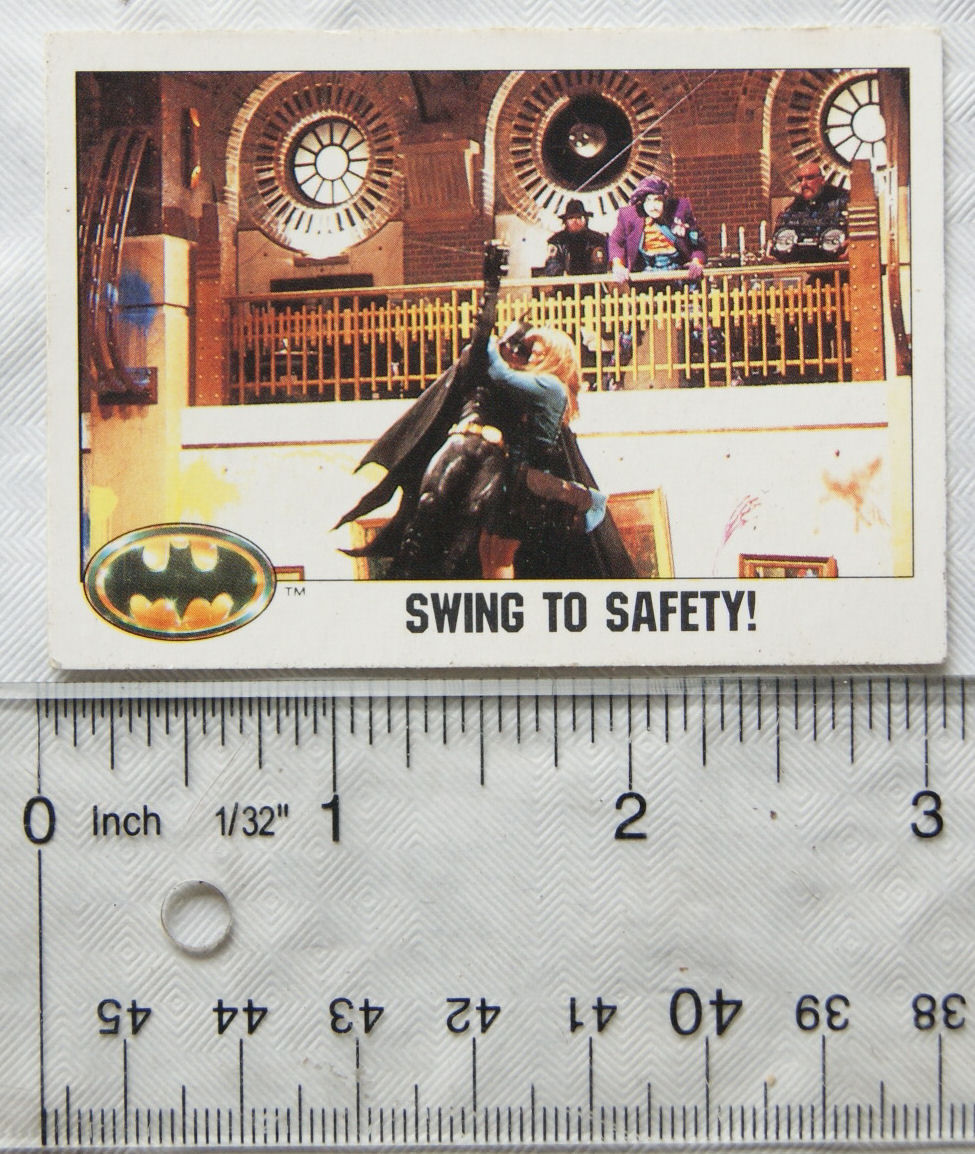 ™
SWING TO SAFETY!
0 Inch 1/32" 1 2 3
45 44 43 42 41 40 39 38